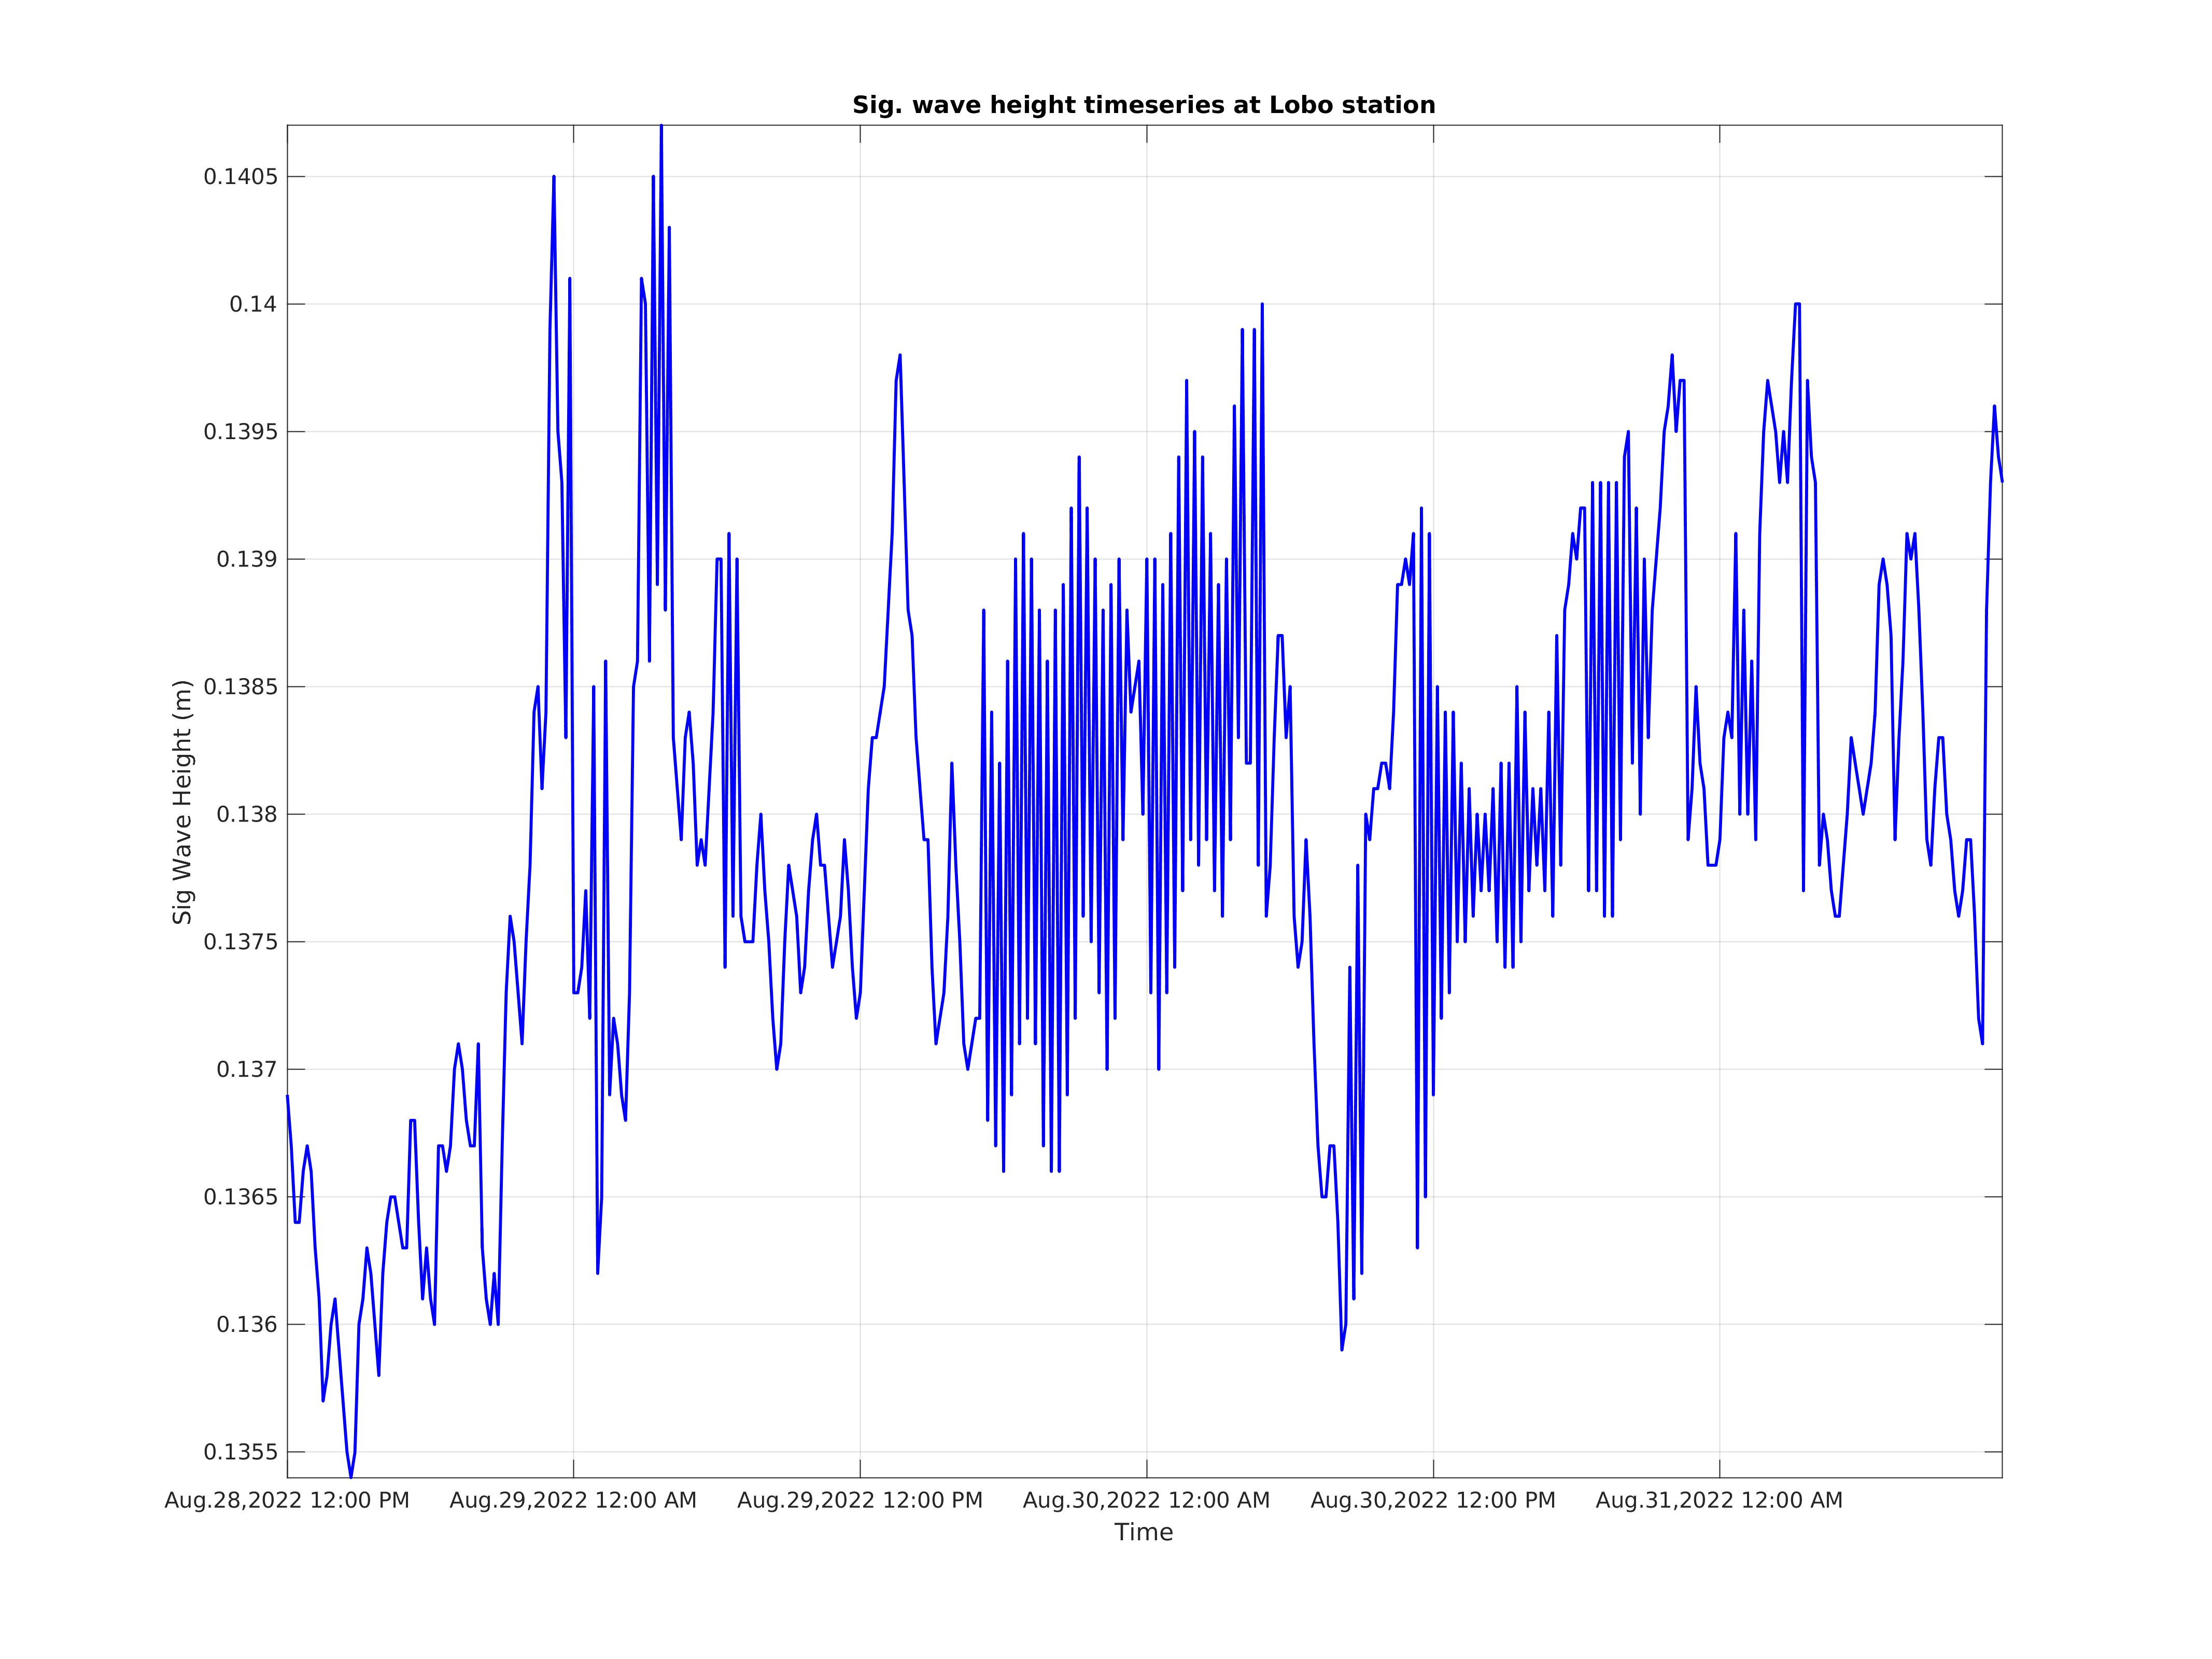 Sig. wave height timeseries at Lobo station
0.1405
0.14
0.1395
0.139
0.1385
0.138
0.1375
0.137
0.1365
0.136
0.1355
Sig Wave Height (m)
Aug.28,2022 12:00 PM Aug.29,2022 12:00 AM Aug.29,2022 12:00 PM Aug.30,2022 12:00 AM Aug.30,2022 12:00 PM Aug.31,2022 12:00 AM
Time